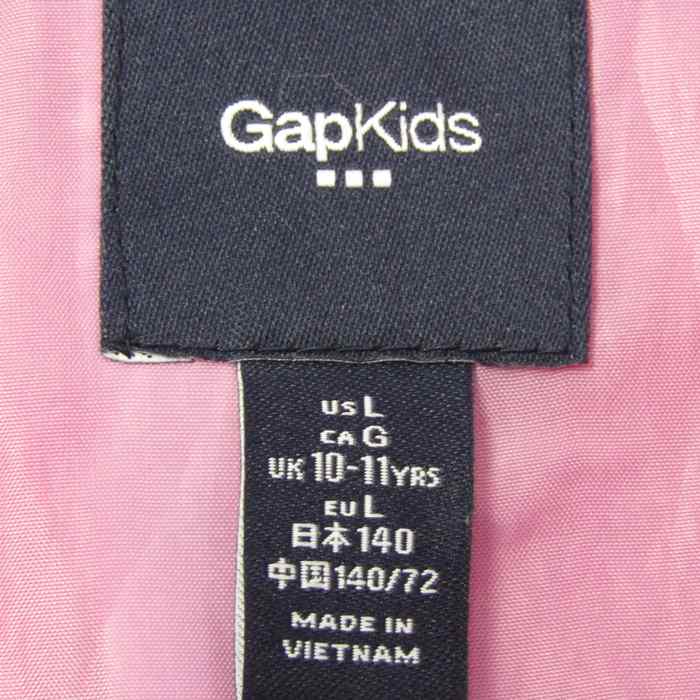 GapKids
US L
CA G
UK 10-11YRS
EU L
日本 140
中国 140/72
MADE IN
VIETNAM